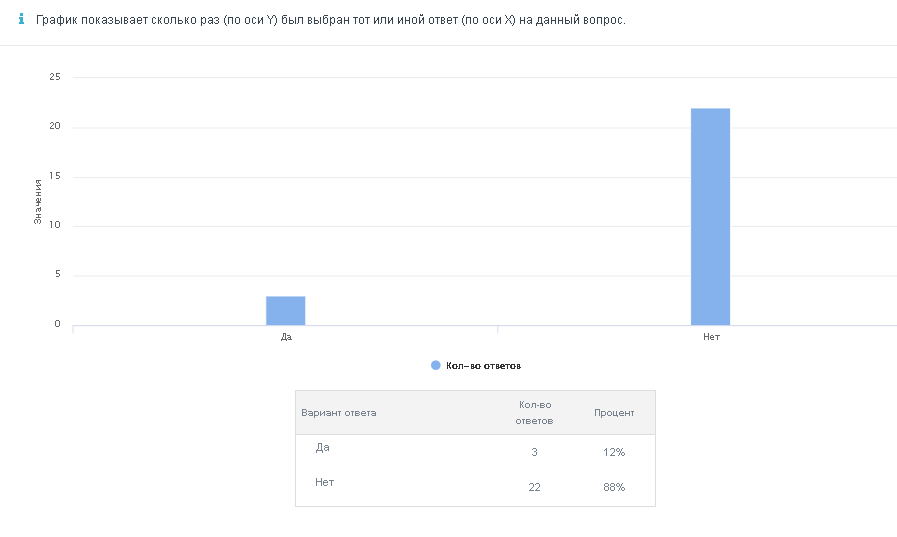 График показывает сколько раз (по оси Y) был выбран тот или иной ответ (по оси X) на данный вопрос.
25
20
15
10
5
0
Значения
Да
Нет
Кол-во ответов
Вариант ответа
Кол-во
ответов
Процент
Да
3
12%
Нет
22
88%